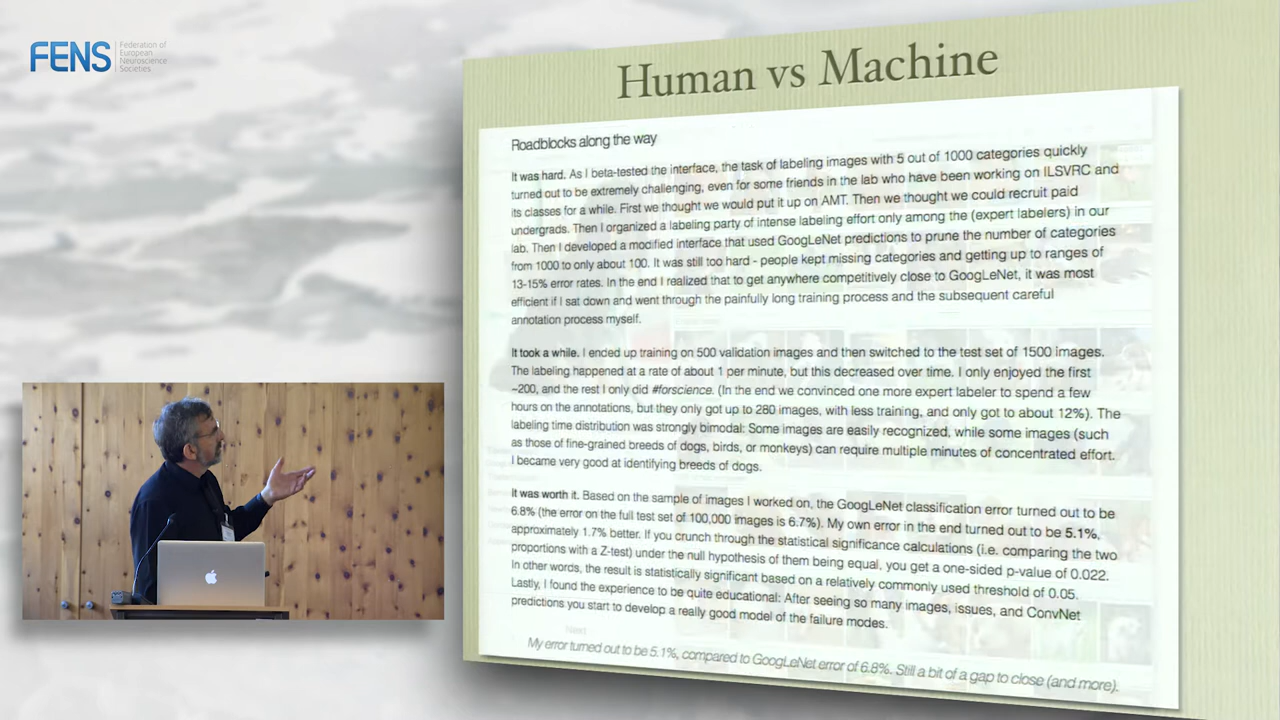 FENS
Federation of
European
Neuroscience
Societies
Human vs Machine
Roadblocks along the way
It was hard. As I beta-tested the interface, the task of labeling images with 5 out of 1000 categories quickly
turned out to be extremely challenging, even for some friends in the lab who have been working on ILSVRC and
its classes for a while. First we thought we would put it up on AMT. Then we thought we could recruit paid
undergrads. Then I organized a labeling party of intense labeling effort only among the (expert labelers) in our
lab. Then I developed a modified interface that used GoogLeNet predictions to prune the number of categories
from 1000 to only about 100. It was still too hard - people kept missing categories and getting up to ranges of
13-15% error rates. In the end I realized that to get anywhere competitively close to GoogLeNet, it was most
efficient if I sat down and went through the painfully long training process and the subsequent careful
annotation process myself.
It took a while. I ended up training on 500 validation images and then switched to the test set of 1500 images.
The labeling happened at a rate of about 1 per minute, but this decreased over time. I only enjoyed the first
~200, and the rest I only did #forscience. (In the end we convinced one more expert labeler to spend a few
hours on the annotations, but they only got up to 280 images, with less training, and only got to about 12%). The
labeling time distribution was strongly bimodal: Some images are easily recognized, while some images (such
as those of fine-grained breeds of dogs, birds, or monkeys) can require multiple minutes of concentrated effort.
I became very good at identifying breeds of dogs.
It was worth it. Based on the sample of images I worked on, the GoogLeNet classification error turned out to be
6.8% (the error on the full test set of 100,000 images is 6.7%). My own error in the end turned out to be 5.1%,
approximately 1.7% better. If you crunch through the statistical significance calculations (i.e. comparing the two
proportions with a Z-test) under the null hypothesis of them being equal, you get a one-sided p-value of 0.022.
In other words, the result is statistically significant based on a relatively commonly used threshold of 0.05.
Lastly, I found the experience to be quite educational: After seeing so many images, issues, and ConvNet
predictions you start to develop a really good model of the failure modes.
Next
My error turned out to be 5.1%, compared to GoogLeNet error of 6.8%. Still a bit of a gap to close (and more).